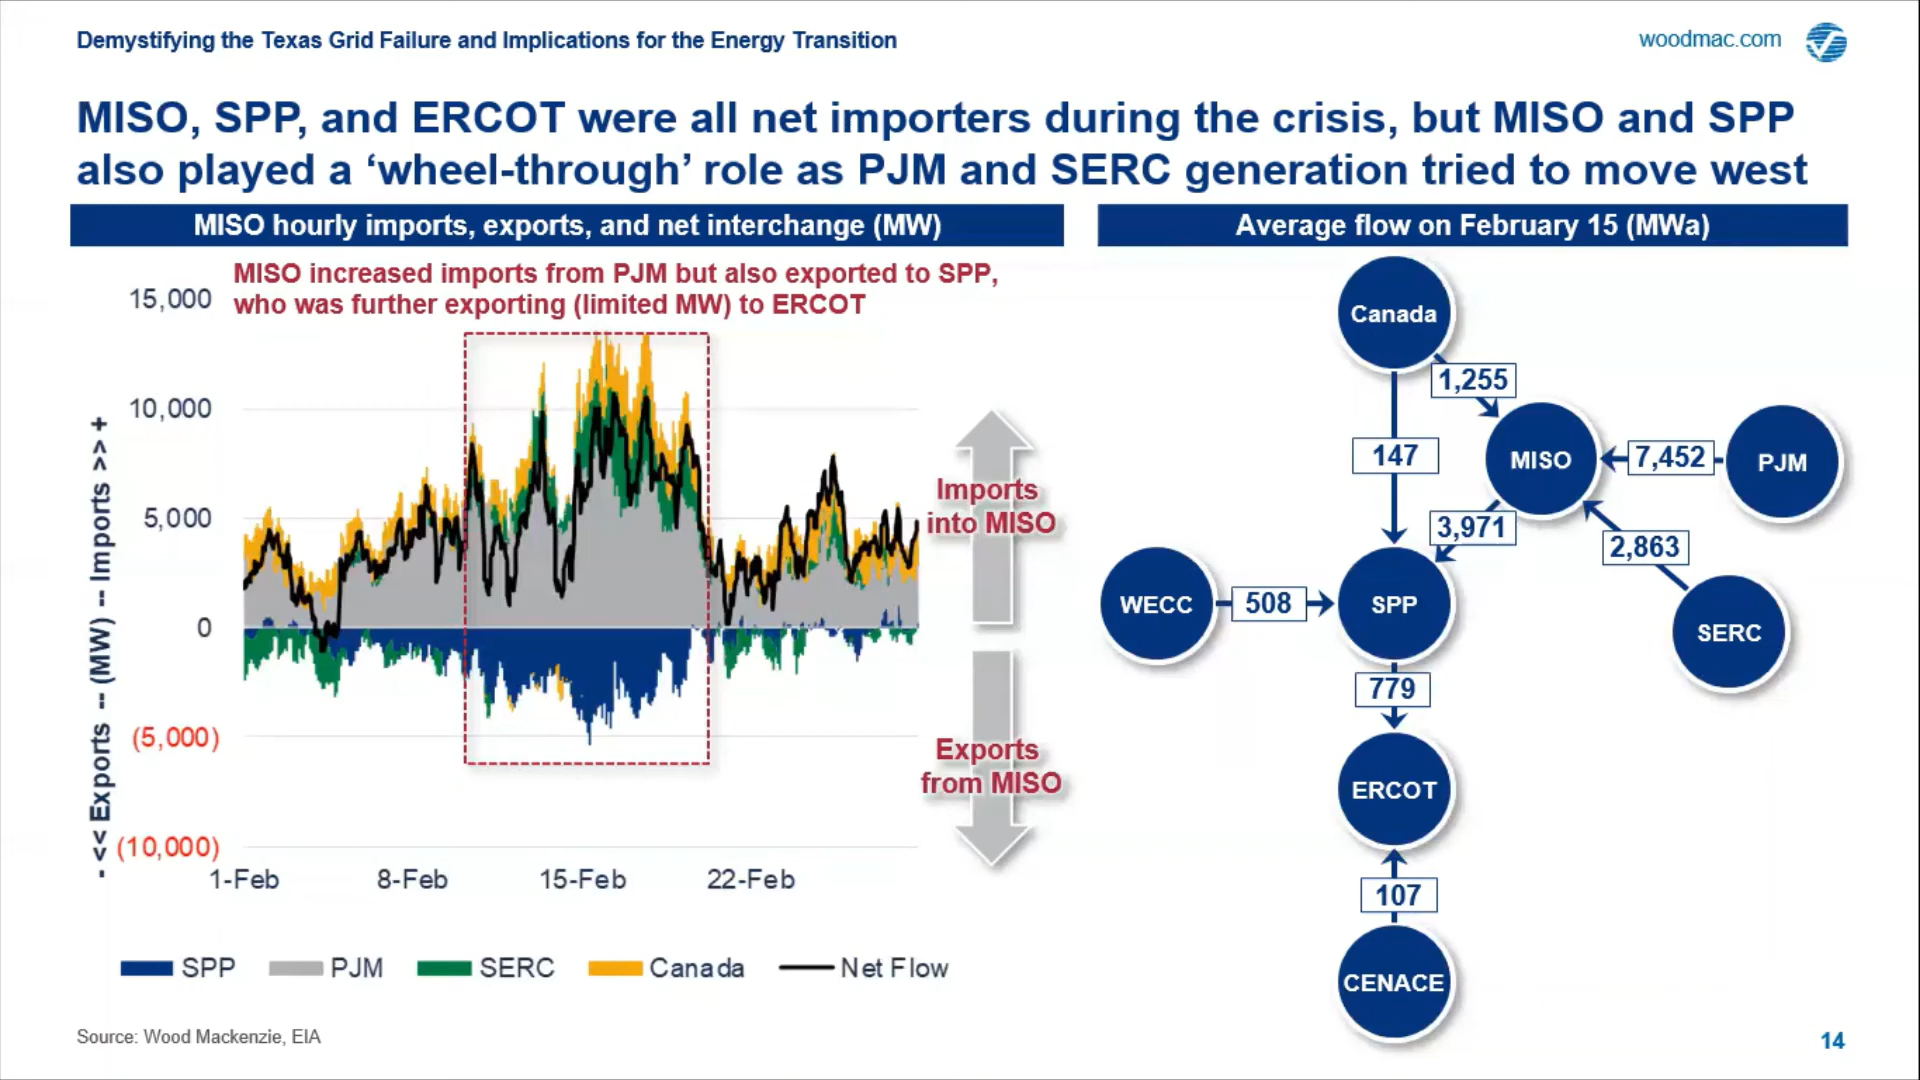 Demystifying the Texas Grid Failure and Implications for the Energy Transition
woodmac.com
MISO, SPP, and ERCOT were all net importers during the crisis, but MISO and SPP
also played a ‘wheel-through’ role as PJM and SERC generation tried to move west
MISO hourly imports, exports, and net interchange (MW)
MISO increased imports from PJM but also exported to SPP,
who was further exporting (limited MW) to ERCOT
15,000
10,000
5,000
0
(5,000)
(10,000)
- << Exports -- (MW) -- Imports >> +
1-Feb
8-Feb
15-Feb
22-Feb
Imports
into MISO
Exports
from MISO
SPP
PJM
SERC
Canada
Net Flow
Average flow on February 15 (MWa)
Canada
1,255
147
MISO
7,452
PJM
3,971
2,863
WECC
508
SPP
SERC
779
ERCOT
107
CENACE
Source: Wood Mackenzie, EIA
14